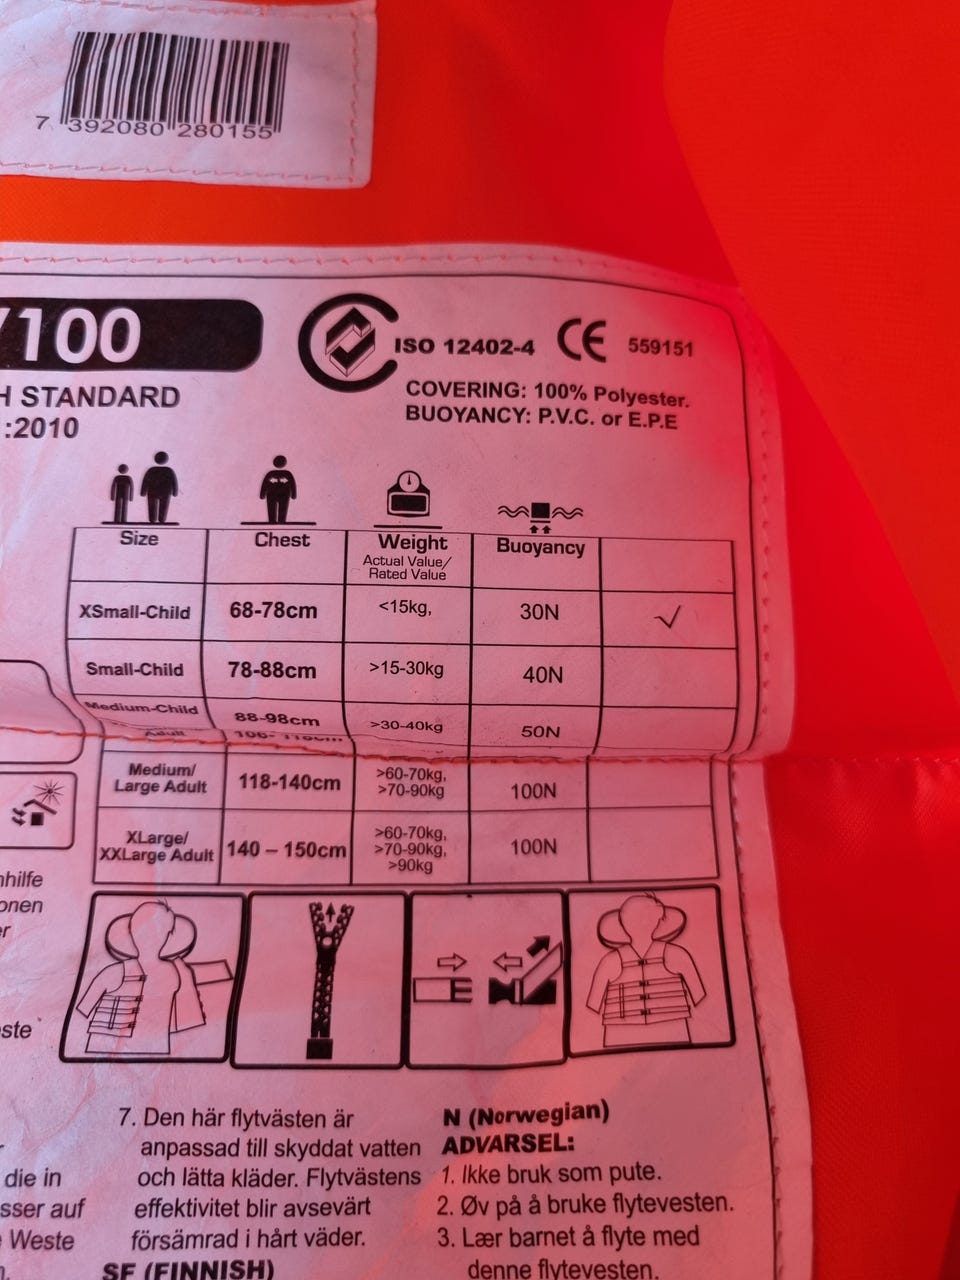 7 392080 280155
/100
ISO 12402-4 CE 559151
H STANDARD
:2010
COVERING: 100% Polyester.
BUOYANCY: P.V.C. or E.P.E
Size Chest Weight Actual Value/ Rated Value Buoyancy
XSmall-Child 68-78cm <15kg, 30N ✓
Small-Child 78-88cm >15-30kg 40N
Medium-Child 88-98cm >30-40kg 50N
Adult
Medium/ Large Adult 118-140cm >60-70kg, >70-90kg 100N
XLarge/ XXLarge Adult 140 – 150cm >60-70kg, >70-90kg, >90kg 100N
nhilfe
onen
er
ste
die in
sser auf
Weste
7. Den här flytvästen är
anpassad till skyddat vatten
och lätta kläder. Flytvästens
effektivitet blir avsevärt
försämrad i hårt väder.
SF (FINNISH)
N (Norwegian)
ADVARSEL:
1. Ikke bruk som pute.
2. Øv på å bruke flytevesten.
3. Lær barnet å flyte med
denne flytevesten.